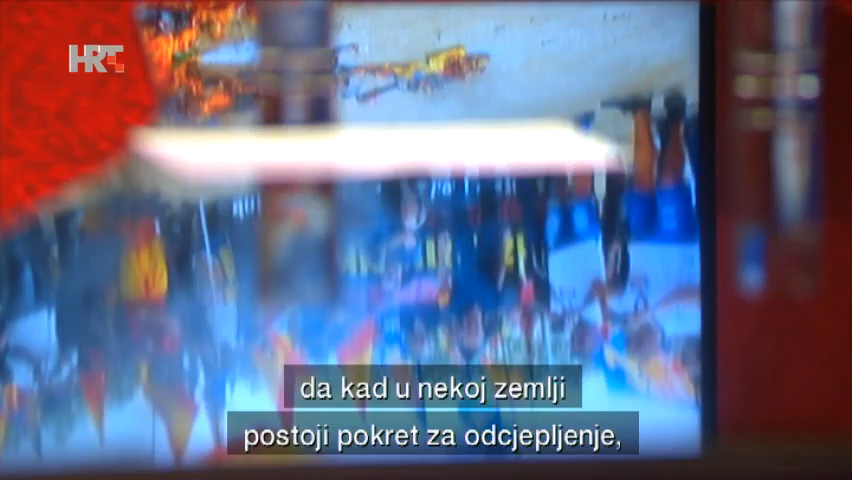 HRT
da kad u nekoj zemlji
postoji pokret za odcjepljenje,